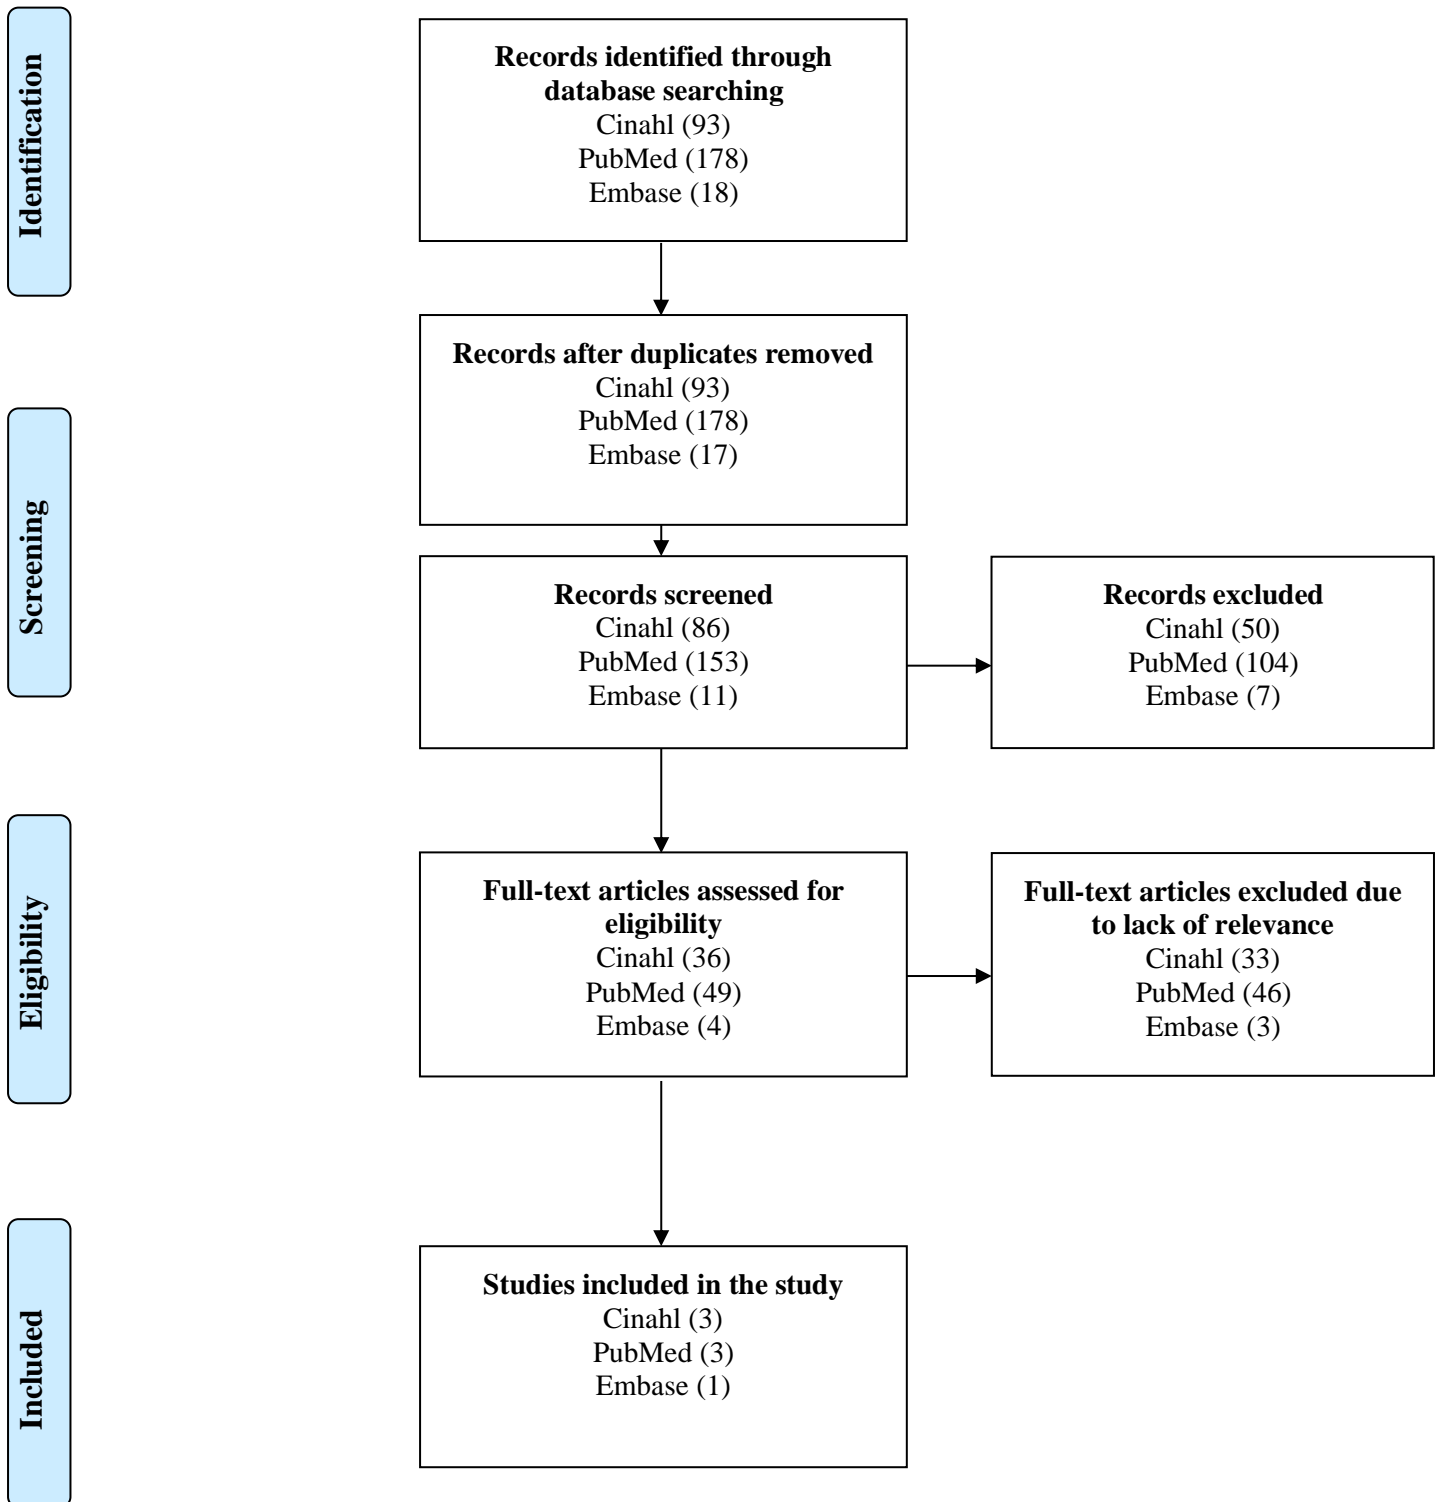 Identification
Records identified through
database searching
Cinahl (93)
PubMed (178)
Embase (18)
Records after duplicates removed
Cinahl (93)
PubMed (178)
Embase (17)
Screening
Records screened
Cinahl (86)
PubMed (153)
Embase (11)
Records excluded
Cinahl (50)
PubMed (104)
Embase (7)
Eligibility
Full-text articles assessed for
eligibility
Cinahl (36)
PubMed (49)
Embase (4)
Full-text articles excluded due
to lack of relevance
Cinahl (33)
PubMed (46)
Embase (3)
Included
Studies included in the study
Cinahl (3)
PubMed (3)
Embase (1)